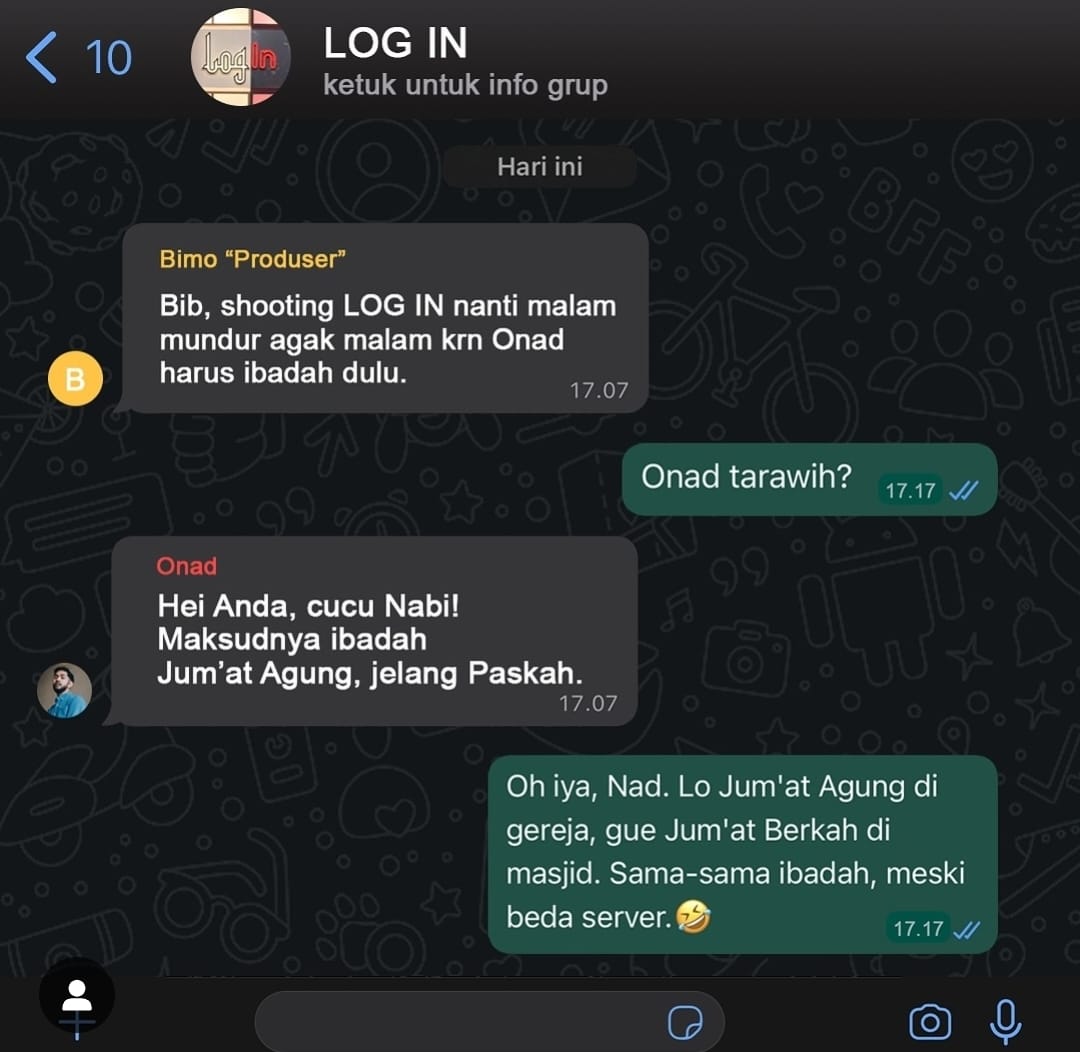 10
LogIn
LOG IN
ketuk untuk info grup
Hari ini
Bimo “Produser”
Bib, shooting LOG IN nanti malam
mundur agak malam krn Onad
harus ibadah dulu.
17.07
B
Onad tarawih?
17.17
Onad
Hei Anda, cucu Nabi!
Maksudnya ibadah
Jum’at Agung, jelang Paskah.
17.07
Oh iya, Nad. Lo Jum'at Agung di
gereja, gue Jum'at Berkah di
masjid. Sama-sama ibadah, meski
beda server.🤣
17.17